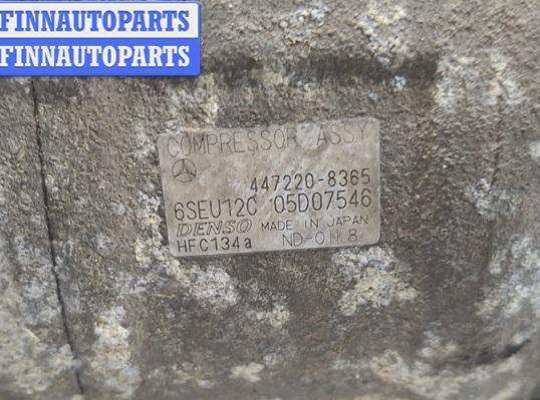 FINNAUTOPARTS
FINNAUTOPARTS
COMPRESSOR ASSY
447220-8365
6SEU12C 05D07546
DENSO MADE IN JAPAN
HFC134a ND-OIL8